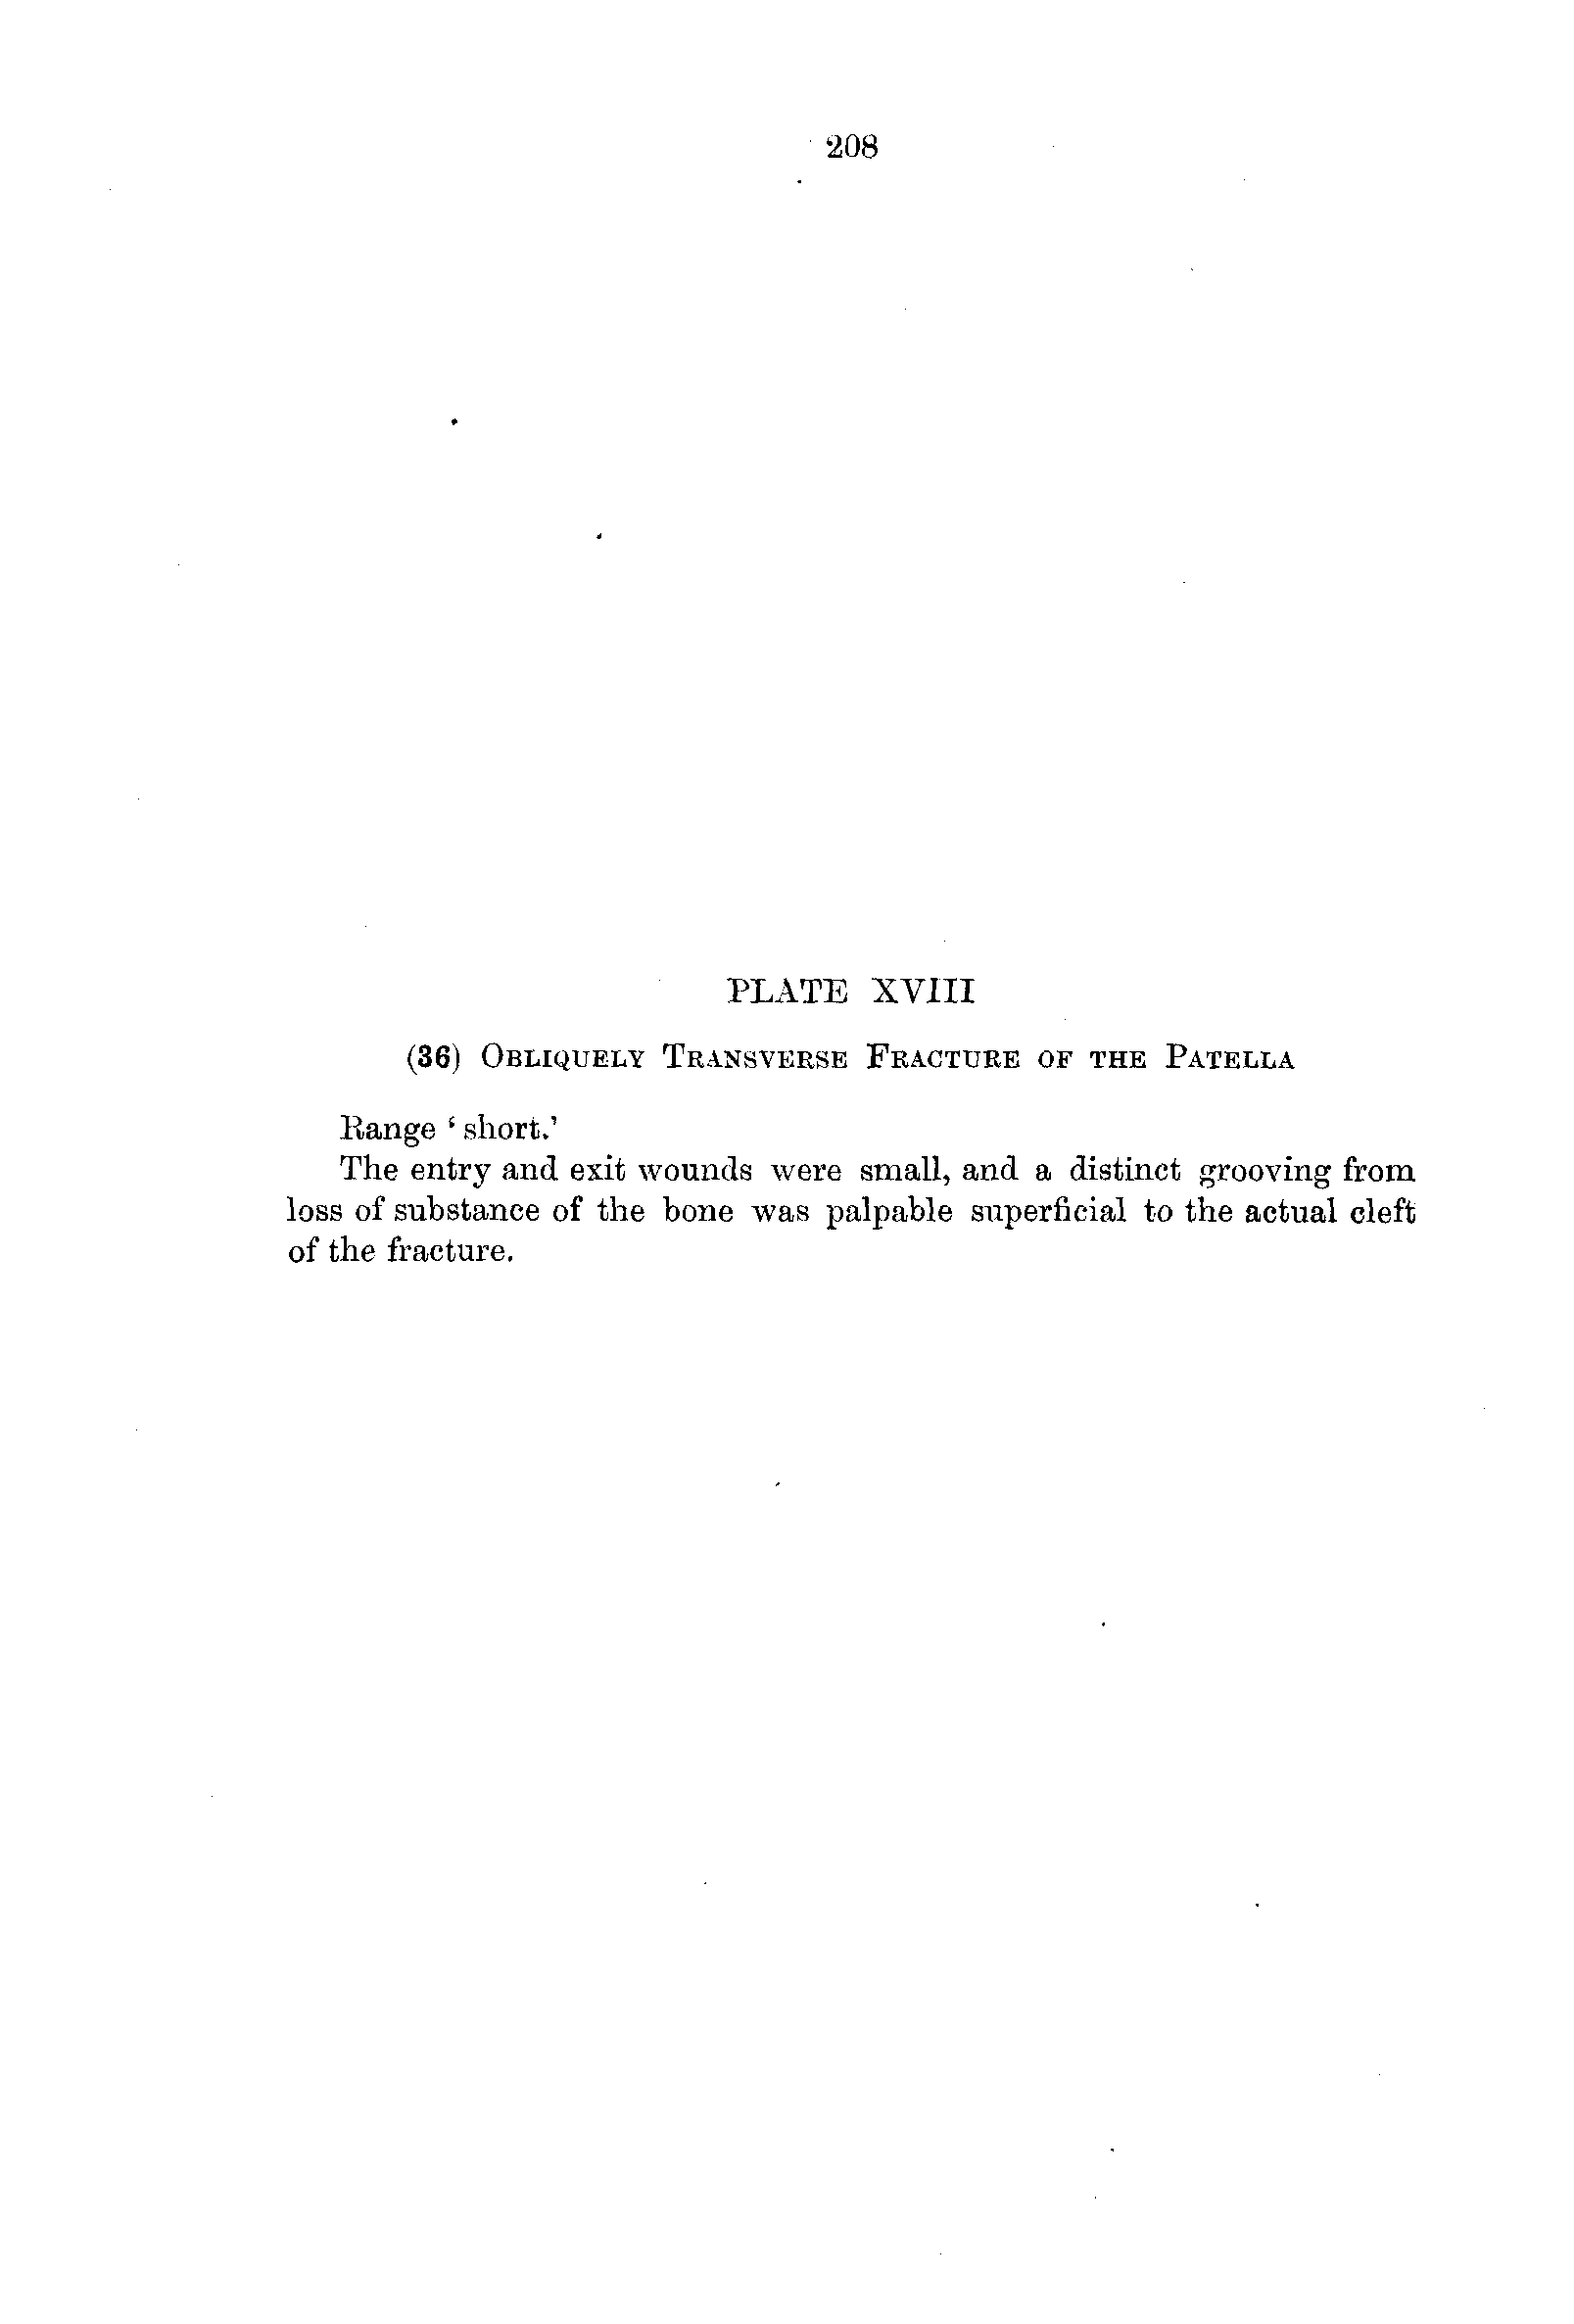 208
PLATE XVIII
(36) OBLIQUELY TRANSVERSE FRACTURE OF THE PATELLA
Range ‘ short.’
The entry and exit wounds were small, and a distinct grooving from
loss of substance of the bone was palpable superficial to the actual cleft
of the fracture.